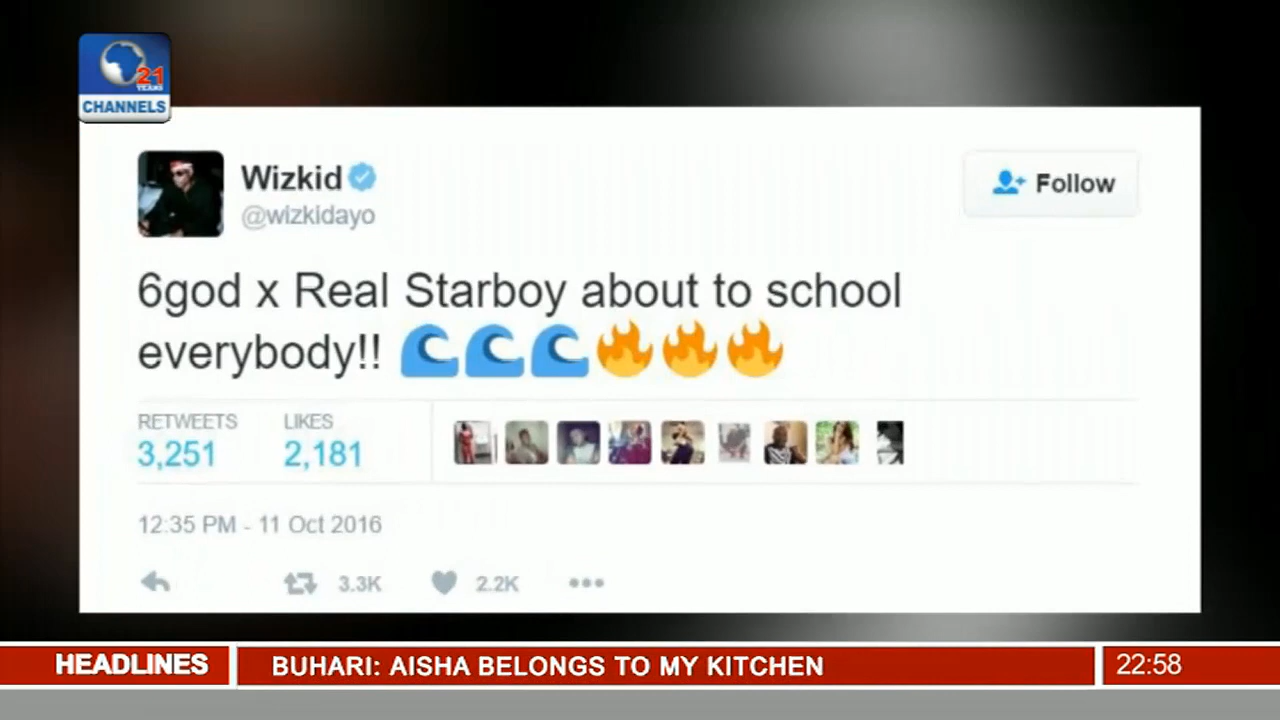 21
YEARS
CHANNELS
Wizkid
@wizkidayo
Follow
6god x Real Starboy about to school
everybody!! 🌊🌊🌊🔥🔥🔥
RETWEETS LIKES
3,251 2,181
12:35 PM - 11 Oct 2016
3.3K 2.2K
HEADLINES BUHARI: AISHA BELONGS TO MY KITCHEN 22:58